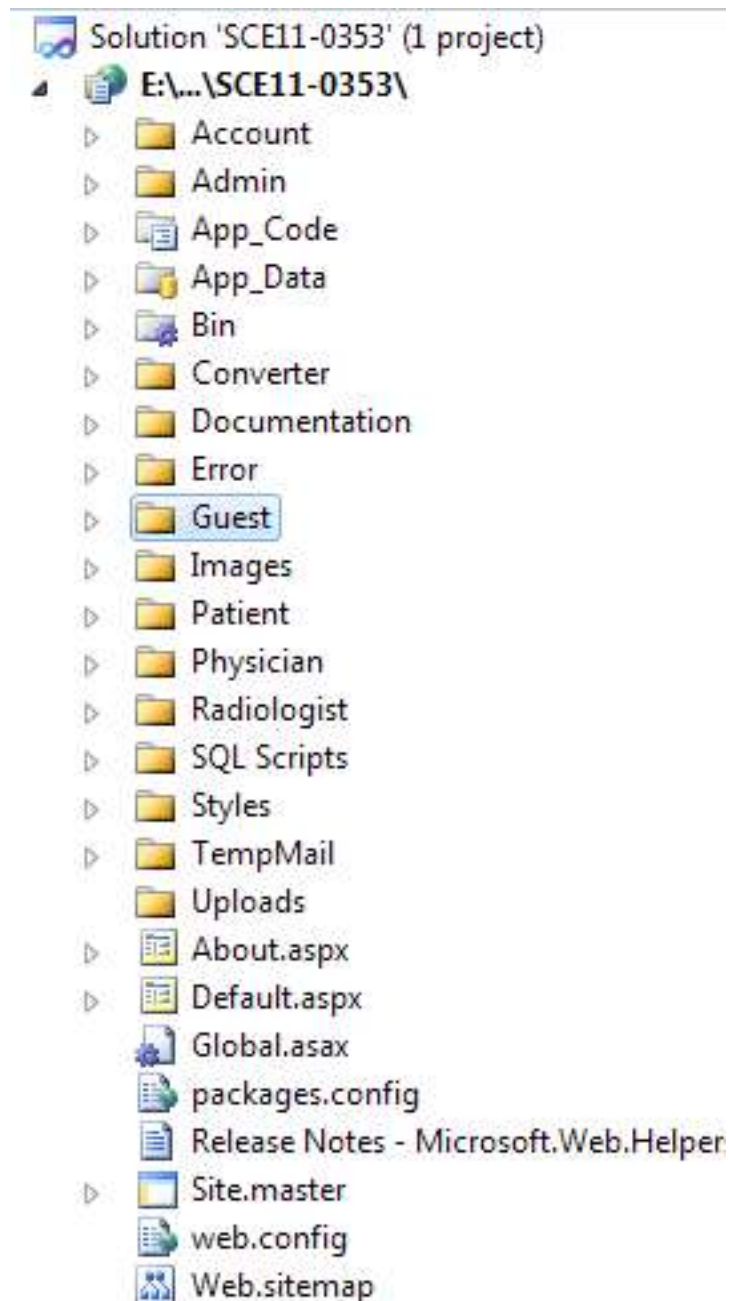 Solution 'SCE11-0353' (1 project)
E:\...\SCE11-0353\
Account
Admin
App_Code
App_Data
Bin
Converter
Documentation
Error
Guest
Images
Patient
Physician
Radiologist
SQL Scripts
Styles
TempMail
Uploads
About.aspx
Default.aspx
Global.asax
packages.config
Release Notes - Microsoft.Web.Helper
Site.master
web.config
Web.sitemap